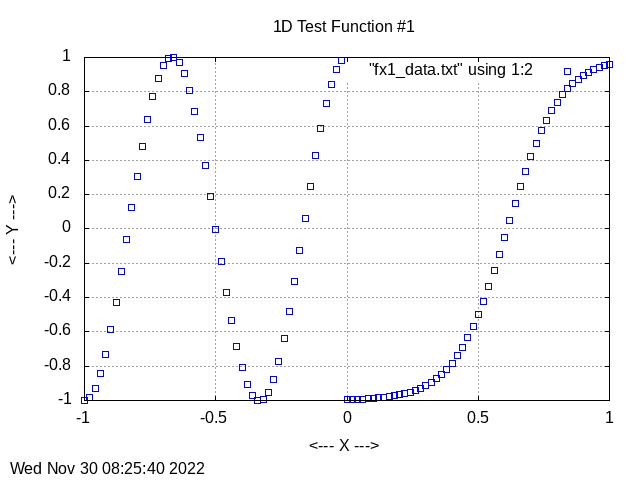 1D Test Function #1
"fx1_data.txt" using 1:2
1
0.8
0.6
0.4
0.2
0
-0.2
-0.4
-0.6
-0.8
-1
<--- Y --->
-1 -0.5 0 0.5 1
<--- X --->
Wed Nov 30 08:25:40 2022